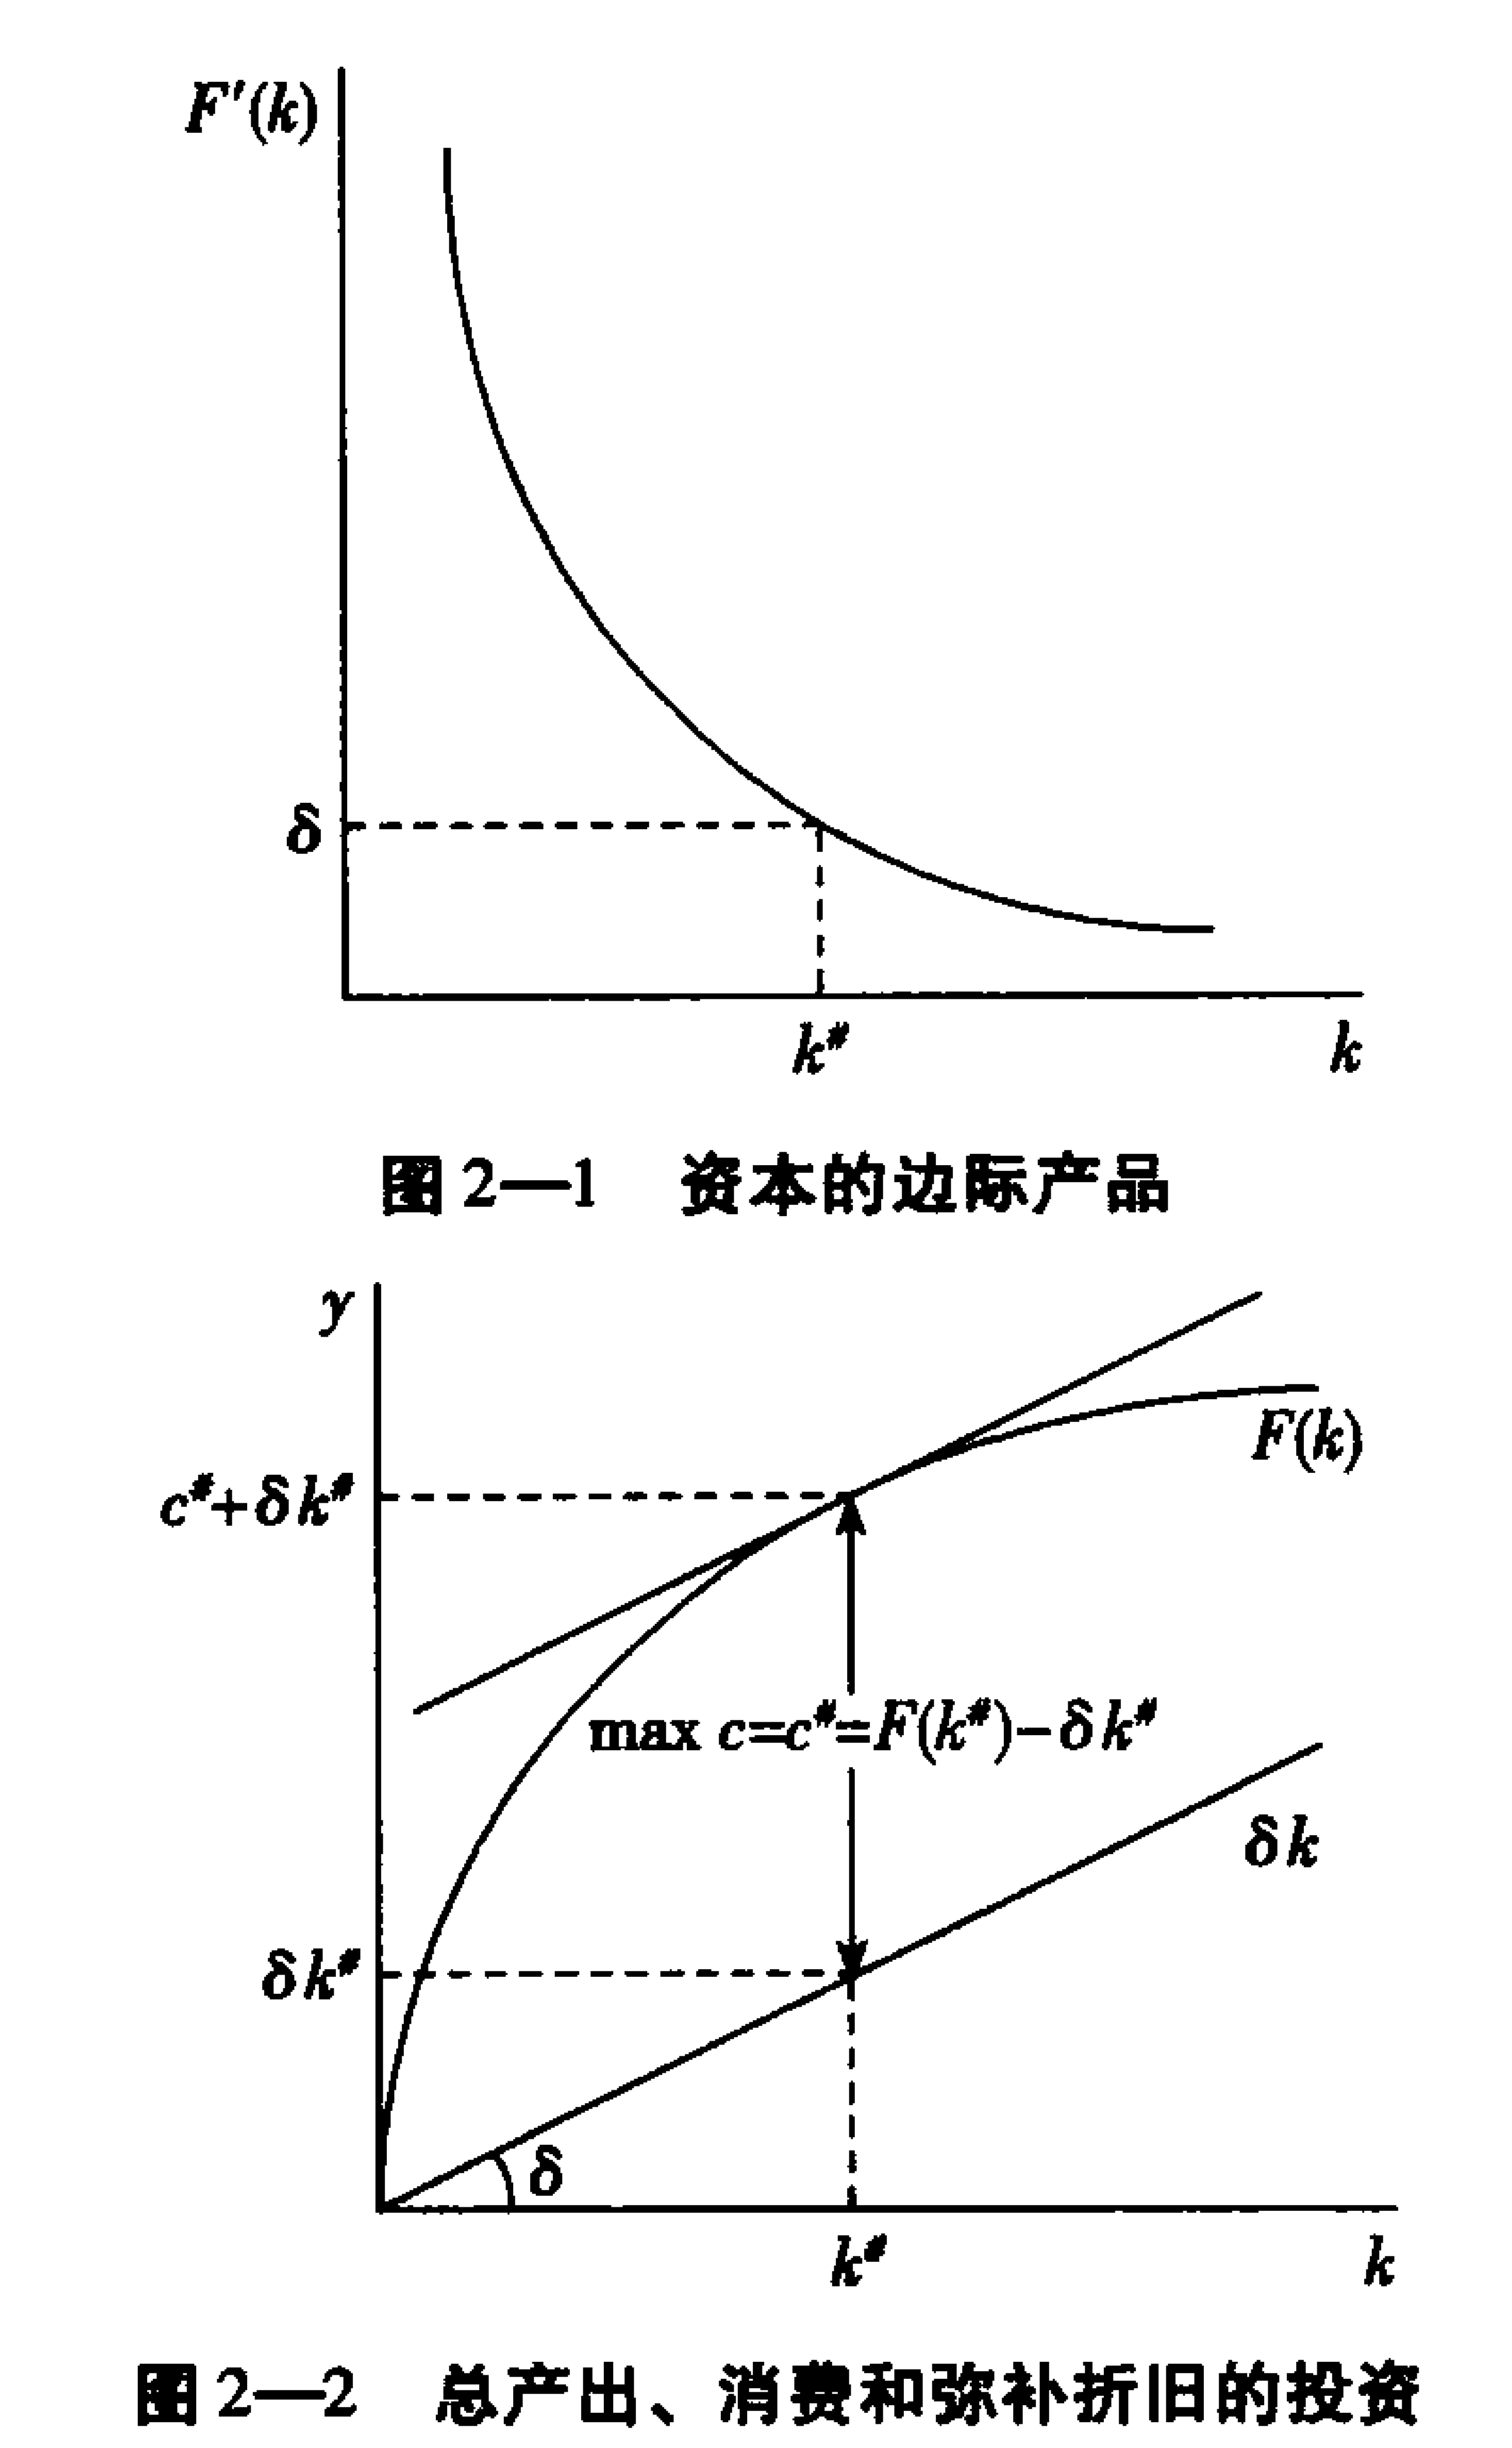 F′(k)
δ
k#
k
图 2—1 资本的边际产品
y
F(k)
c#+δk#
max c=c#=F(k#)−δk#
δk
δk#
δ
k#
k
图 2—2 总产出、消费和弥补折旧的投资